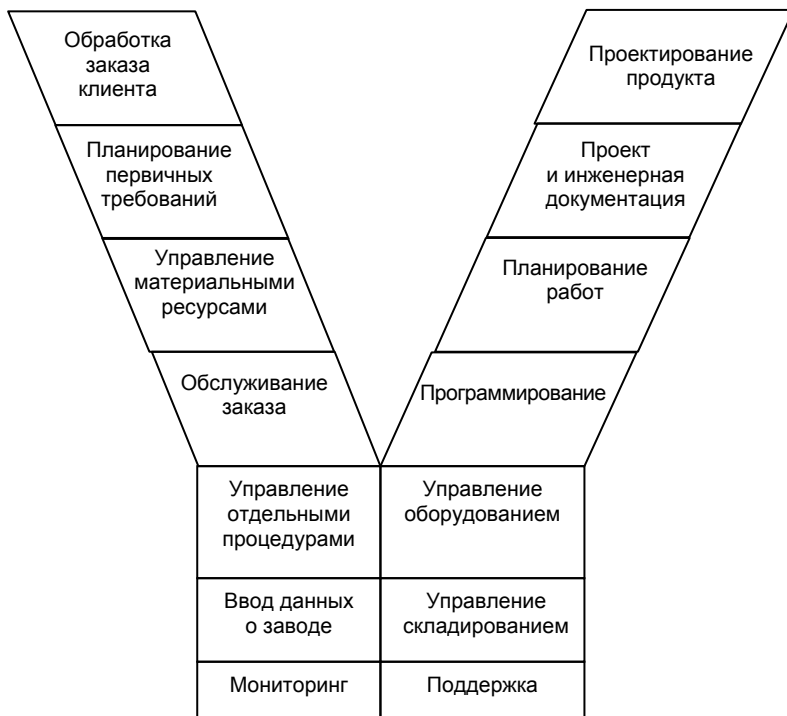 Обработка
заказа
клиента
Планирование
первичных
требований
Управление
материальными
ресурсами
Обслуживание
заказа
Проектирование
продукта
Проект
и инженерная
документация
Планирование
работ
Программирование
Управление
отдельными
процедурами
Управление
оборудованием
Ввод данных
о заводе
Управление
складированием
Мониторинг
Поддержка